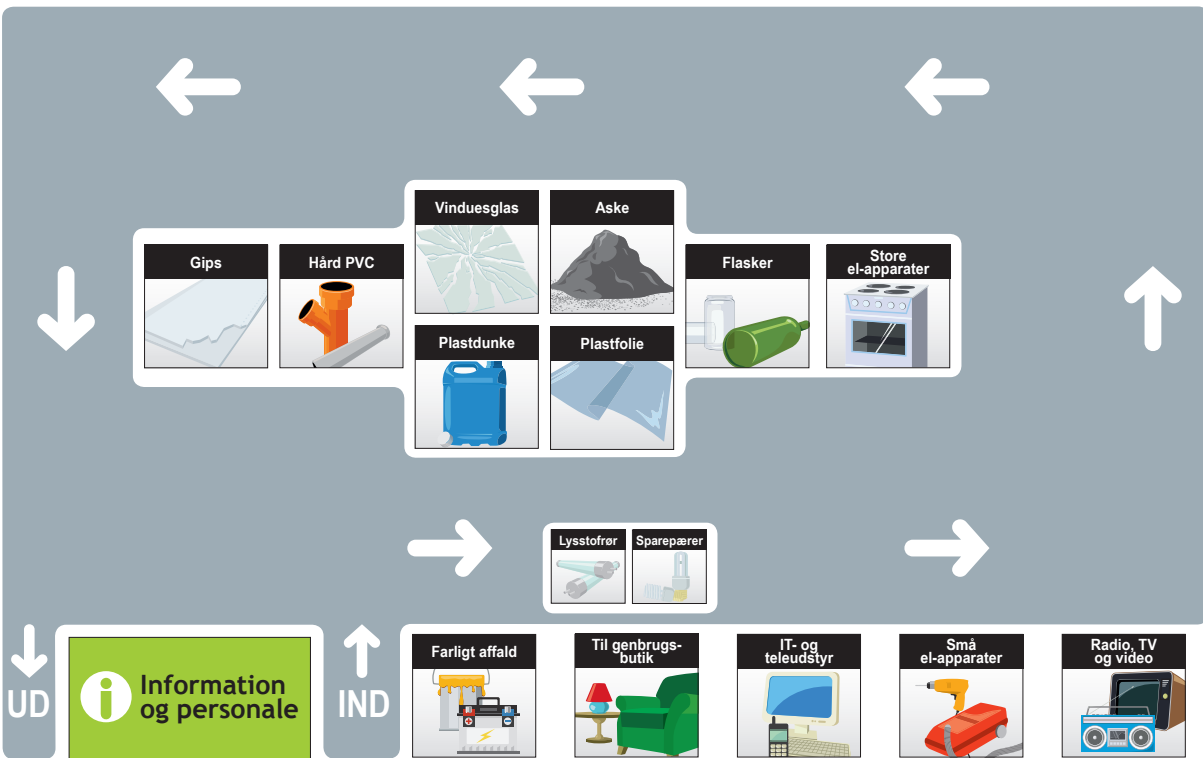 Vinduesglas
Aske
Gips
Hård PVC
Flasker
Store
el-apparater
Plastdunke
Plastfolie
Lysstofrør
Sparepærer
UD
Information
og personale
IND
Farligt affald
Til genbrugs-
butik
IT- og
teleudstyr
Små
el-apparater
Radio, TV
og video